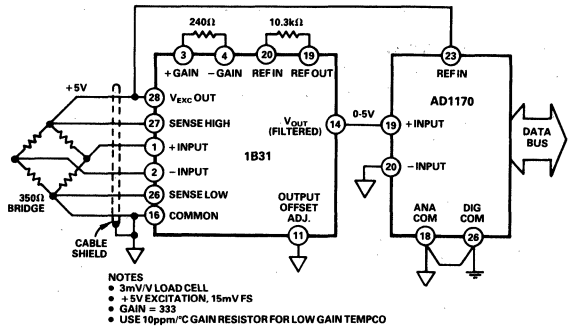 240Ω
10.3kΩ
3
4
20
19
23
+GAIN
−GAIN
REF IN
REF OUT
REF IN
+5V
28
VEXC OUT
27
SENSE HIGH
1
+INPUT
2
−INPUT
26
SENSE LOW
16
COMMON
1B31
VOUT
(FILTERED)
14
0-5V
OUTPUT
OFFSET
ADJ.
11
AD1170
19
+INPUT
20
−INPUT
ANA
COM
DIG
COM
18
26
DATA
BUS
350Ω
BRIDGE
CABLE
SHIELD
NOTES
• 3mV/V LOAD CELL
• +5V EXCITATION, 15mV FS
• GAIN = 333
• USE 10ppm/°C GAIN RESISTOR FOR LOW GAIN TEMPCO